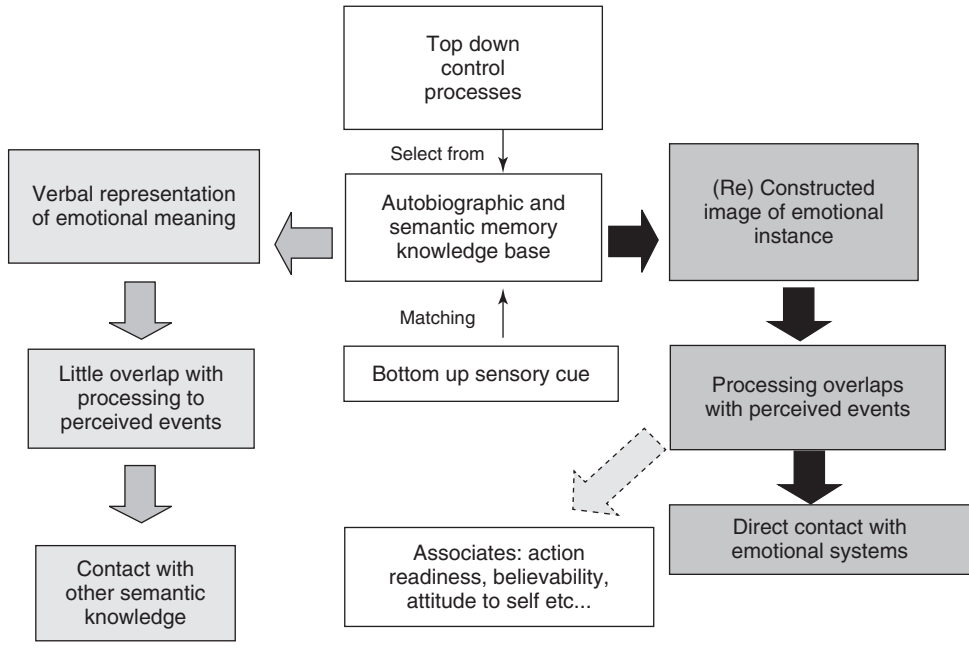 Top down
control
processes
Select from
Verbal representation
of emotional meaning
Autobiographic and
semantic memory
knowledge base
(Re) Constructed
image of emotional
instance
Matching
Bottom up sensory cue
Little overlap with
processing to
perceived events
Processing overlaps
with perceived events
Contact with
other semantic
knowledge
Associates: action
readiness, believability,
attitude to self etc...
Direct contact with
emotional systems